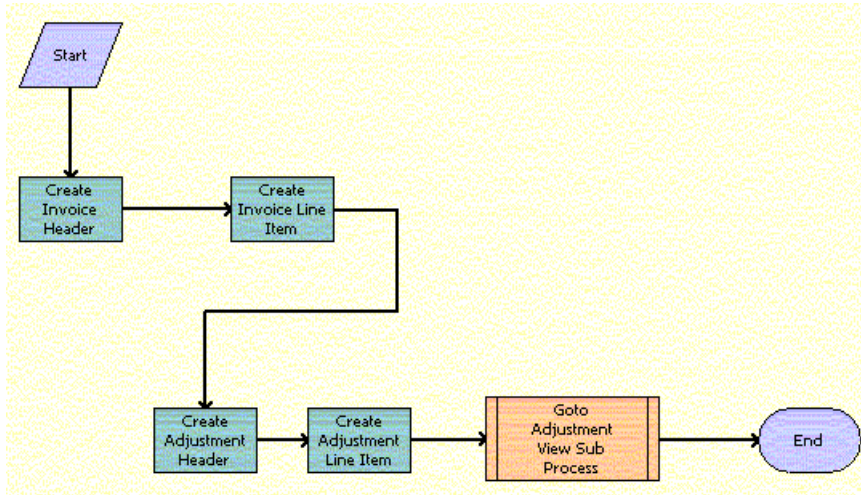 Start
Create
Invoice
Header
Create
Invoice Line
Item
Create
Adjustment
Header
Create
Adjustment
Line Item
Goto
Adjustment
View Sub
Process
End